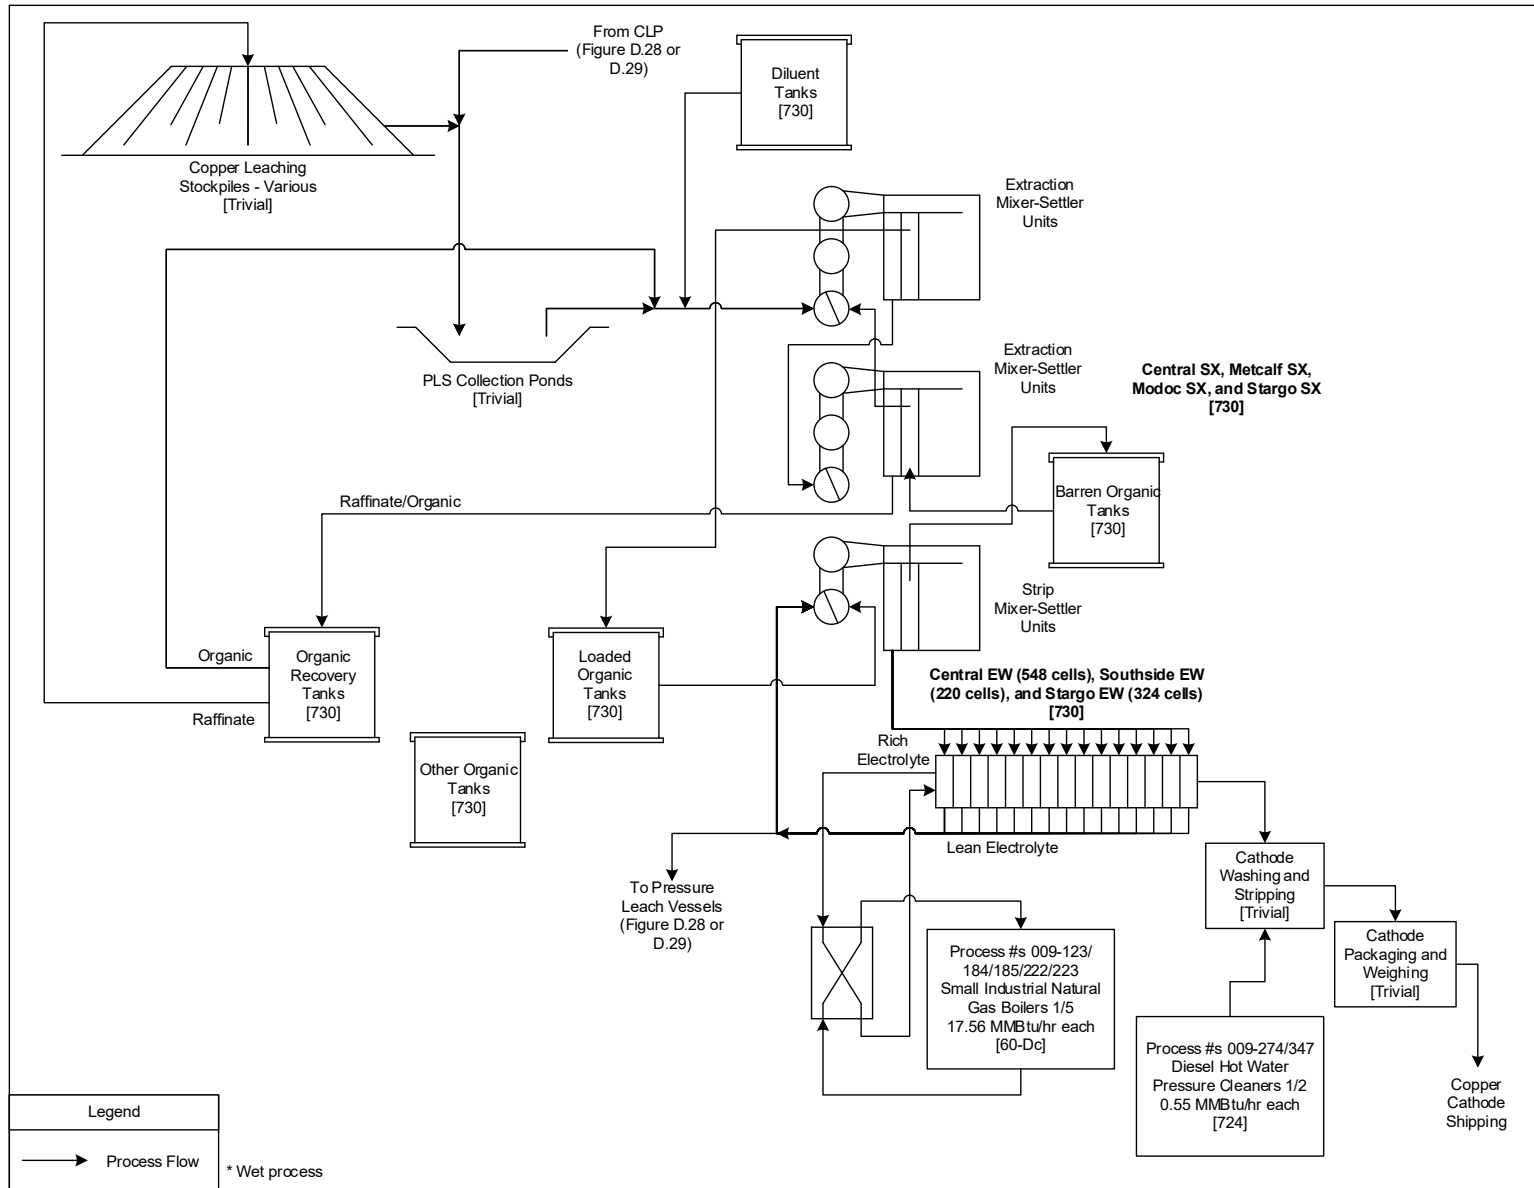 From CLP
(Figure D.28 or
D.29)
Diluent
Tanks
[730]
Copper Leaching
Stockpiles - Various
[Trivial]
Extraction
Mixer-Settler
Units
PLS Collection Ponds
[Trivial]
Extraction
Mixer-Settler
Units
Central SX, Metcalf SX,
Modoc SX, and Stargo SX
[730]
Raffinate/Organic
Barren Organic
Tanks
[730]
Strip
Mixer-Settler
Units
Organic
Raffinate
Organic
Recovery
Tanks
[730]
Loaded
Organic
Tanks
[730]
Other Organic
Tanks
[730]
Central EW (548 cells), Southside EW
(220 cells), and Stargo EW (324 cells)
[730]
Rich
Electrolyte
Lean Electrolyte
To Pressure
Leach Vessels
(Figure D.28 or
D.29)
Cathode
Washing and
Stripping
[Trivial]
Cathode
Packaging and
Weighing
[Trivial]
Process #s 009-123/
184/185/222/223
Small Industrial Natural
Gas Boilers 1/5
17.56 MMBtu/hr each
[60-Dc]
Process #s 009-274/347
Diesel Hot Water
Pressure Cleaners 1/2
0.55 MMBtu/hr each
[724]
Copper
Cathode
Shipping
Legend
Process Flow
* Wet process